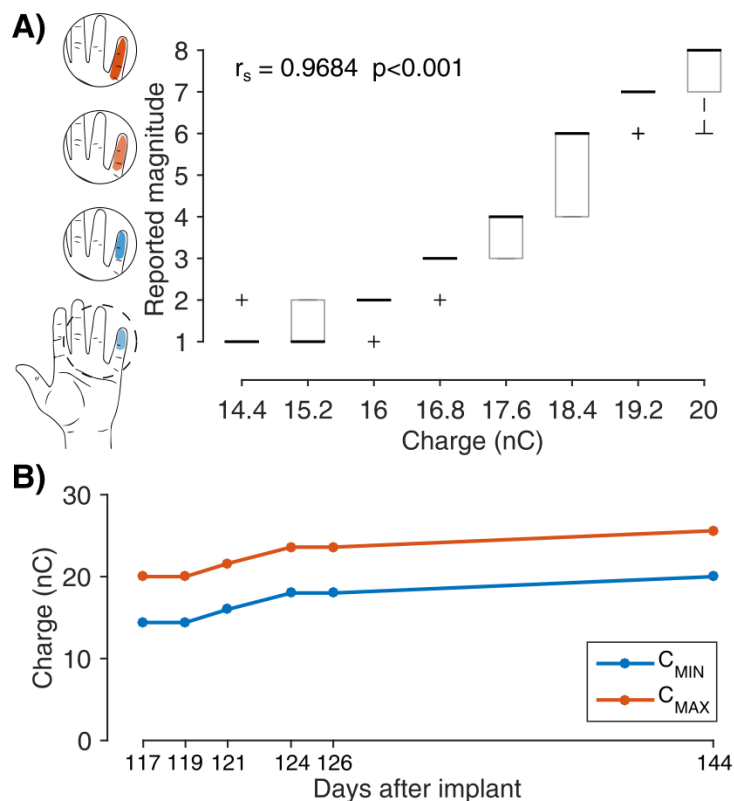 A)
r_s = 0.9684 p<0.001
Reported magnitude
8
7
6
5
4
3
2
1
14.4 15.2 16 16.8 17.6 18.4 19.2 20
Charge (nC)
B)
Charge (nC)
30
20
10
0
C_MIN
C_MAX
117 119 121 124 126 144
Days after implant